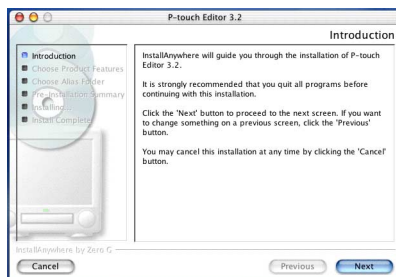 P-touch Editor 3.2
Introduction
Introduction
Choose Product Features
Choose Alias Folder
Pre-Installation Summary
Installing...
Install Complete
InstallAnywhere will guide you through the installation of P-touch
Editor 3.2.
It is strongly recommended that you quit all programs before
continuing with this installation.
Click the 'Next' button to proceed to the next screen. If you want
to change something on a previous screen, click the 'Previous'
button.
You may cancel this installation at any time by clicking the 'Cancel'
button.
InstallAnywhere by Zero G
Cancel
Previous
Next